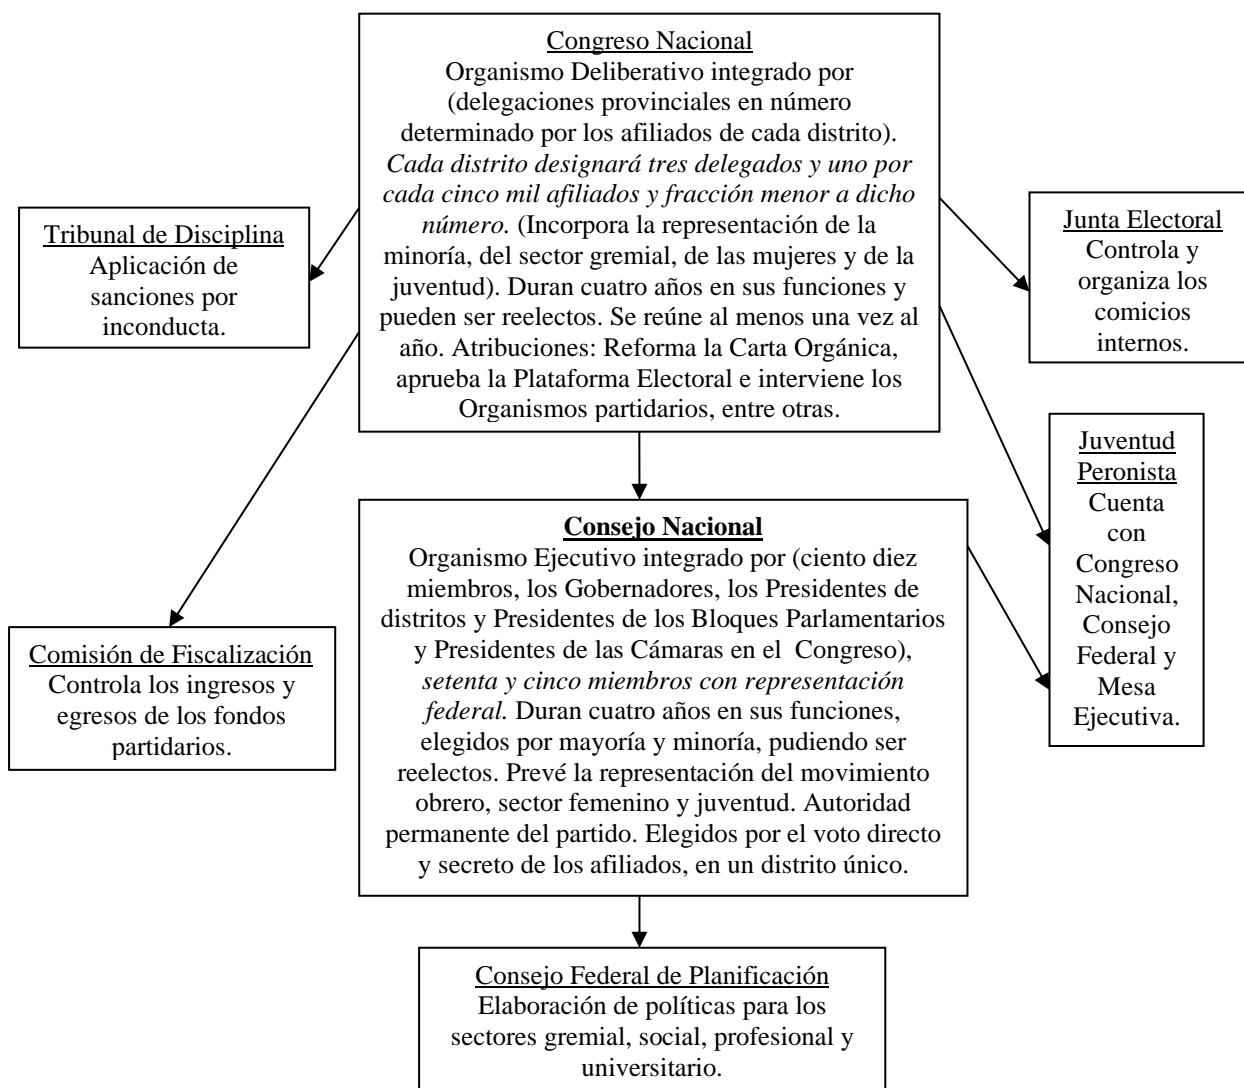 Congreso Nacional
Organismo Deliberativo integrado por
(delegaciones provinciales en número
determinado por los afiliados de cada distrito).
Cada distrito designará tres delegados y uno por
cada cinco mil afiliados y fracción menor a dicho
número. (Incorpora la representación de la
minoría, del sector gremial, de las mujeres y de la
juventud). Duran cuatro años en sus funciones y
pueden ser reelectos. Se reúne al menos una vez al
año. Atribuciones: Reforma la Carta Orgánica,
aprueba la Plataforma Electoral e interviene los
Organismos partidarios, entre otras.
Tribunal de Disciplina
Aplicación de
sanciones por
inconducta.
Junta Electoral
Controla y
organiza los
comicios
internos.
Juventud
Peronista
Cuenta
con
Congreso
Nacional,
Consejo
Federal y
Mesa
Ejecutiva.
Consejo Nacional
Organismo Ejecutivo integrado por (ciento diez
miembros, los Gobernadores, los Presidentes de
distritos y Presidentes de los Bloques Parlamentarios
y Presidentes de las Cámaras en el Congreso),
setenta y cinco miembros con representación
federal. Duran cuatro años en sus funciones,
elegidos por mayoría y minoría, pudiendo ser
reelectos. Prevé la representación del movimiento
obrero, sector femenino y juventud. Autoridad
permanente del partido. Elegidos por el voto directo
y secreto de los afiliados, en un distrito único.
Comisión de Fiscalización
Controla los ingresos y
egresos de los fondos
partidarios.
Consejo Federal de Planificación
Elaboración de políticas para los
sectores gremial, social, profesional y
universitario.